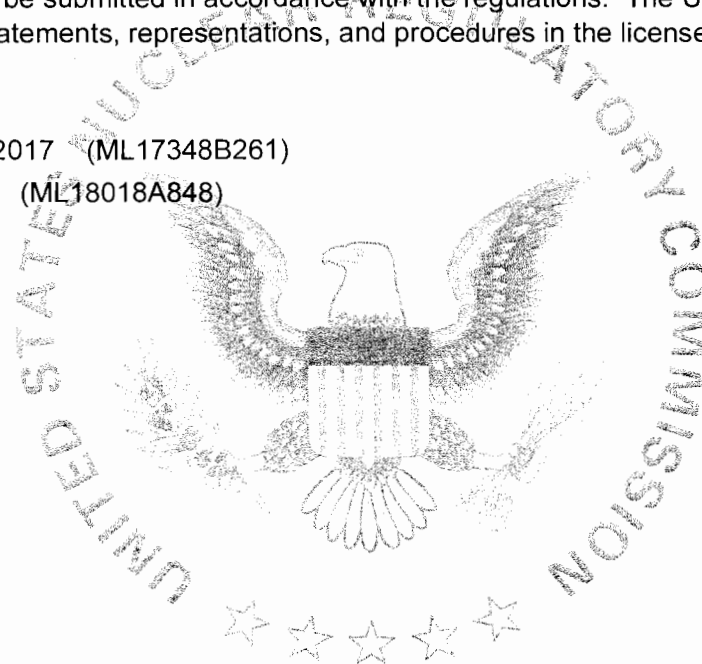 be submitted in accordance with the regulations. The U
atements, representations, and procedures in the license
2017 (ML17348B261)
(ML18018A848)
UNITED STATES NUCLEAR REGULATORY COMMISSION